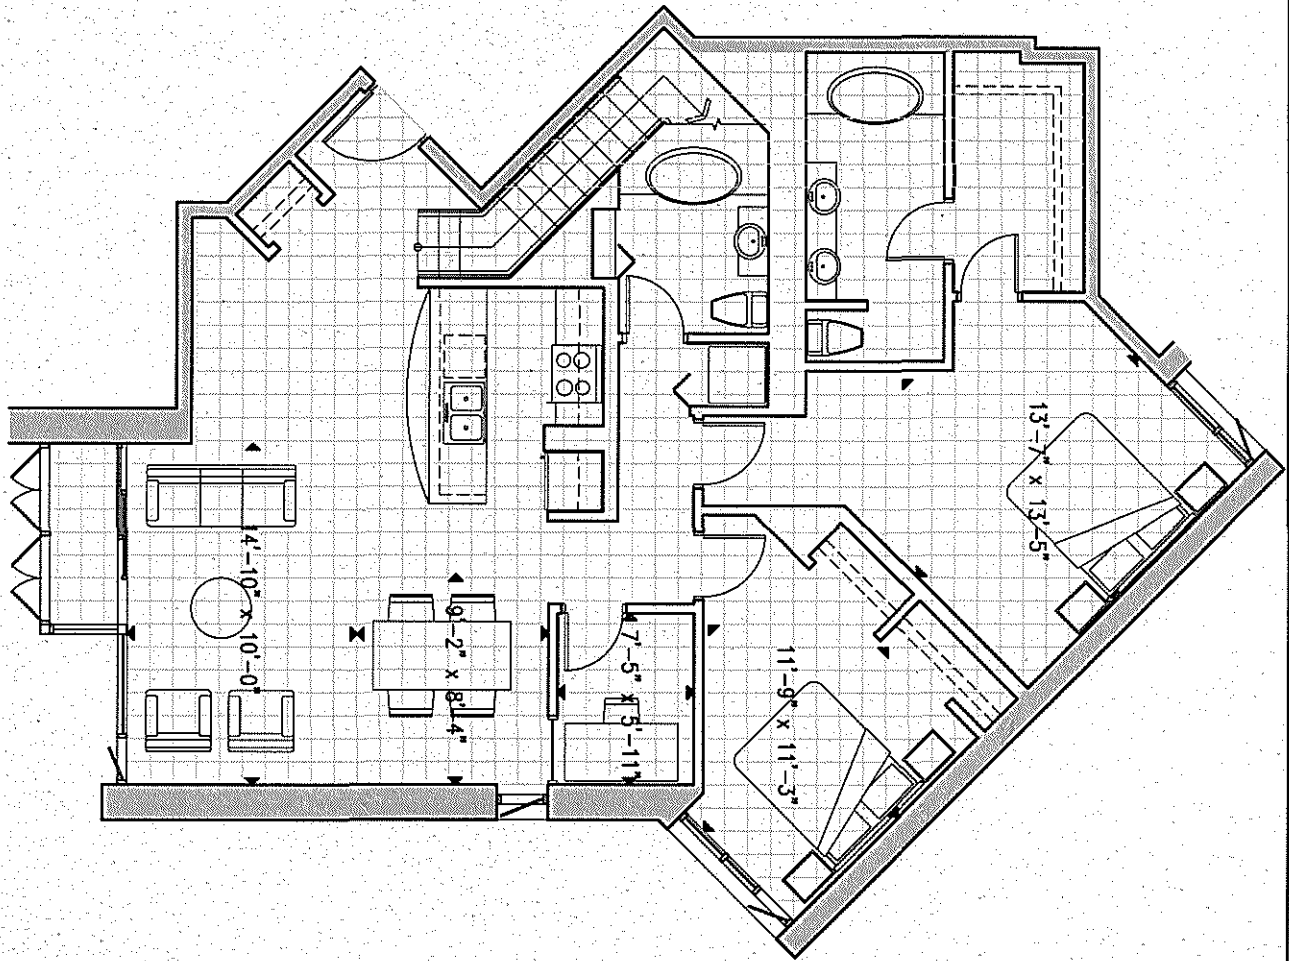 13'-7" x 13'-5"
14'-10" x 10'-0"
9'-2" x 8'-4"
7'-5" x 5'-11"
11'-9" x 11'-3"